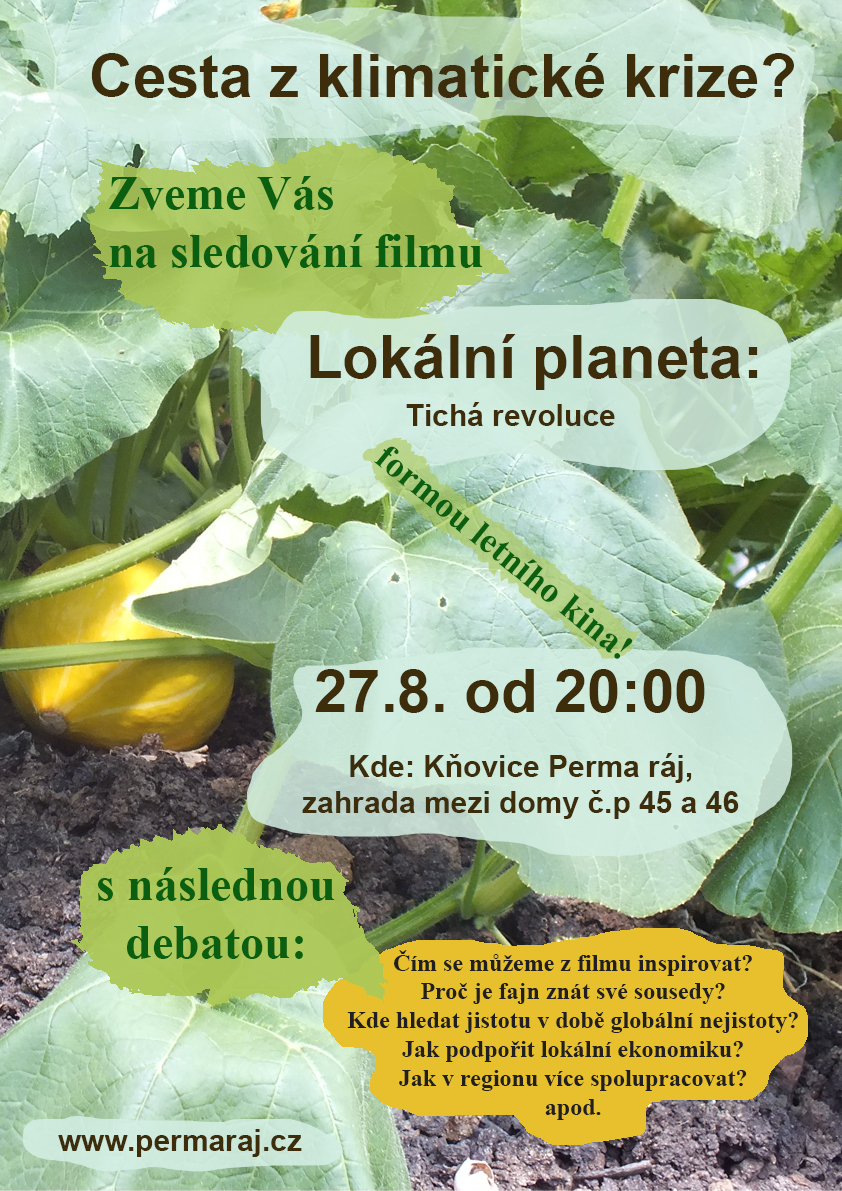 Cesta z klimatické krize?
Zveme Vás
na sledování filmu
Lokální planeta:
Tichá revoluce
formou letního kina!
27.8. od 20:00
Kde: Kňovice Perma ráj,
zahrada mezi domy č.p 45 a 46
s následnou
debatou:
Čím se můžeme z filmu inspirovat?
Proč je fajn znát své sousedy?
Kde hledat jistotu v době globální nejistoty?
Jak podpořit lokální ekonomiku?
Jak v regionu více spolupracovat?
apod.
www.permaraj.cz